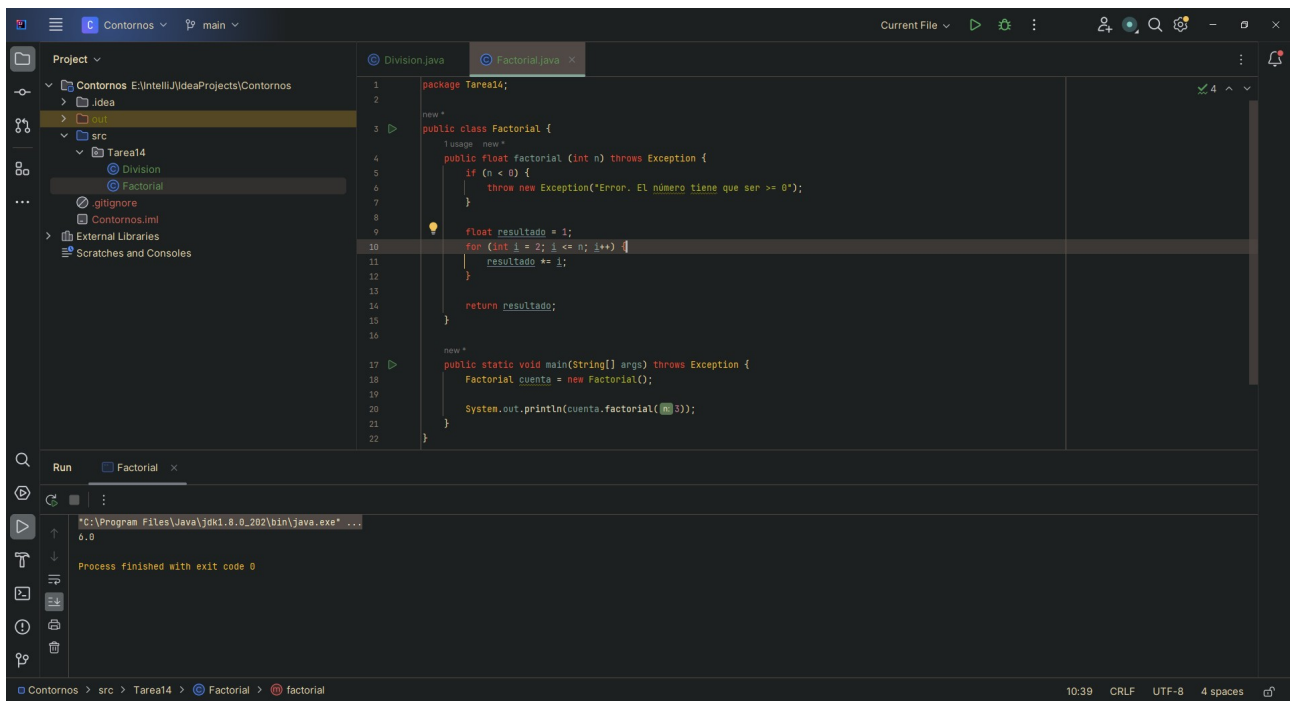 C Contornos main Current File
Project
Division.java Factorial.java
Contornos E:\IntelliJ\IdeaProjects\Contornos
.idea
out
src
Tarea14
Division
Factorial
.gitignore
Contornos.iml
External Libraries
Scratches and Consoles
4
1 package Tarea14;
2
new *
3 public class Factorial {
1 usage new *
4 public float factorial (int n) throws Exception {
5 if (n < 0) {
6 throw new Exception("Error. El número tiene que ser >= 0");
7 }
8
9 float resultado = 1;
10 for (int i = 2; i <= n; i++) {
11 resultado *= i;
12 }
13
14 return resultado;
15 }
16
new *
17 public static void main(String[] args) throws Exception {
18 Factorial cuenta = new Factorial();
19
20 System.out.println(cuenta.factorial( n: 3));
21 }
22 }
Run Factorial
"C:\Program Files\Java\jdk1.8.0_202\bin\java.exe" ...
6.0
Process finished with exit code 0
Contornos > src > Tarea14 > Factorial > factorial 10:39 CRLF UTF-8 4 spaces